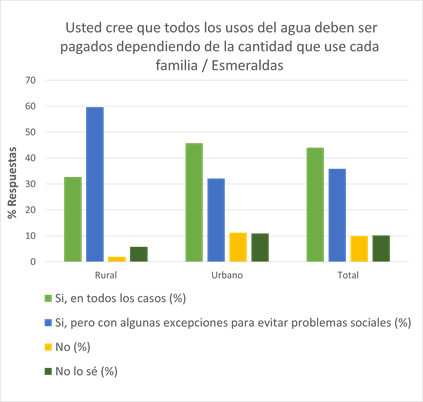 Usted cree que todos los usos del agua deben ser
pagados dependiendo de la cantidad que use cada
familia / Esmeraldas
% Respuestas
70
60
50
40
30
20
10
0
Rural
Urbano
Total
Si, en todos los casos (%)
Si, pero con algunas excepciones para evitar problemas sociales (%)
No (%)
No lo sé (%)